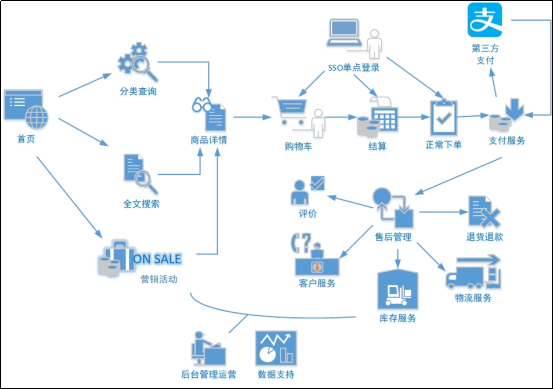 支
第三方
支付
SSO单点登录
分类查询
首页
商品详情
购物车
结算
正常下单
支付服务
全文搜索
评价
售后管理
退货退款
ON SALE
营销活动
客户服务
物流服务
库存服务
后台管理运营
数据支持